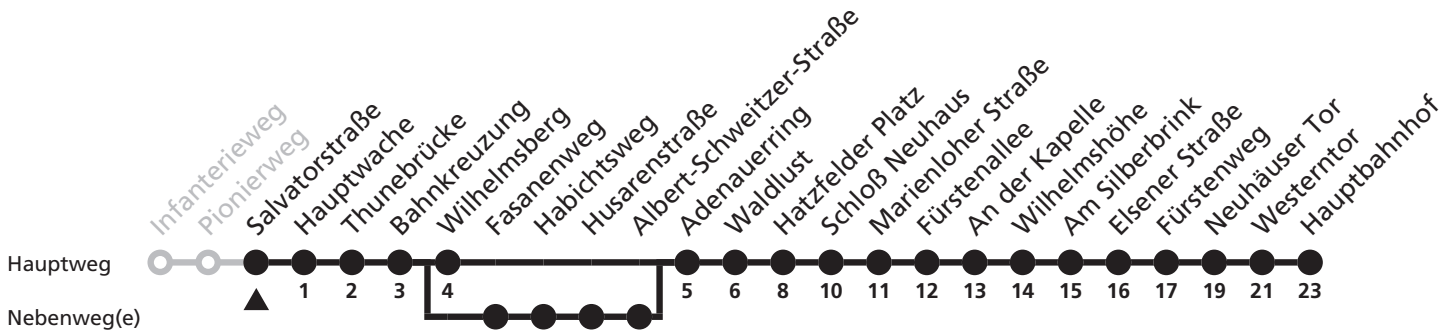 Infanterieweg
Pionierweg
Salvatorstraße
Hauptwache
Thunebrücke
Bahnkreuzung
Wilhelmsberg
Fasanenweg
Habichtsweg
Husarenstraße
Albert-Schweitzer-Straße
Adenauerring
Waldlust
Hatzfelder Platz
Schloß Neuhaus
Marienloher Straße
Fürstenallee
An der Kapelle
Wilhelmshöhe
Am Silberbrink
Elsener Straße
Fürstenweg
Neuhäuser Tor
Westerntor
Hauptbahnhof
Hauptweg
1 2 3 4 5 6 8 10 11 12 13 14 15 16 17 19 21 23
Nebenweg(e)